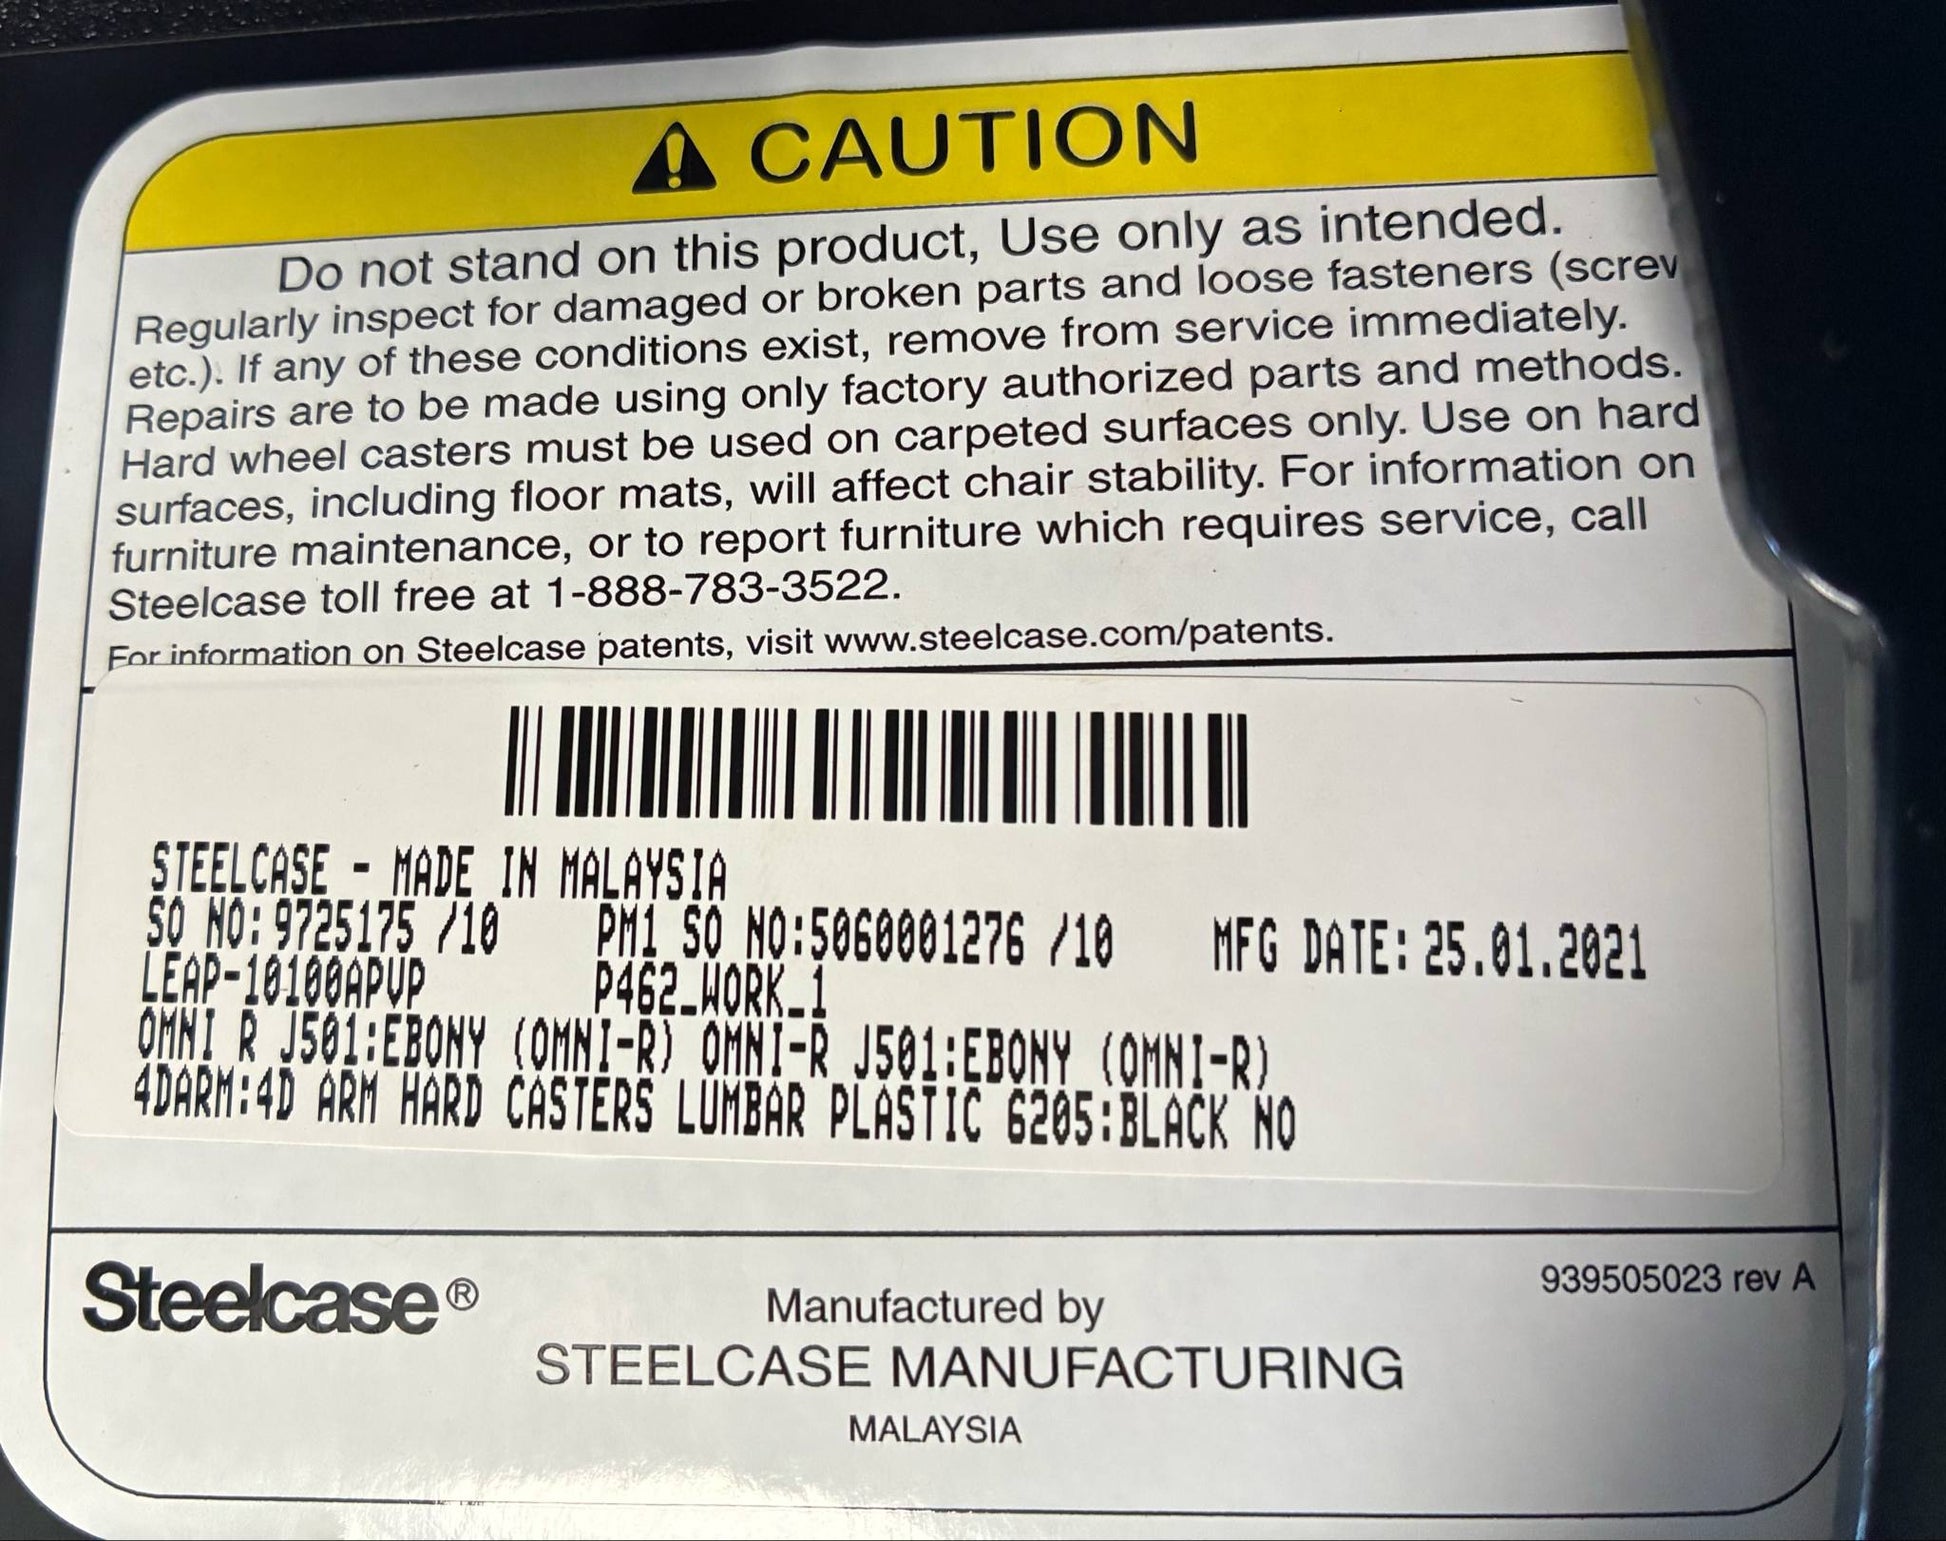 CAUTION
Do not stand on this product, Use only as intended.
Regularly inspect for damaged or broken parts and loose fasteners
etc.). If any of these conditions exist, remove from service immediately.
Repairs are to be made using only factory authorized parts and methods.
Hard wheel casters must be used on carpeted surfaces only. Use on hard
surfaces, including floor mats, will affect chair stability. For information on
furniture maintenance, or to report furniture which requires service, call
Steelcase toll free at 1-888-783-3522.
For information on Steelcase patents, visit www.steelcase.com/patents.
STEELCASE - MADE IN MALAYSIA
SO NO:9725175 /10 PM1 SO NO:5060001276 /10 MFG DATE:25.01.2021
LEAP-10100APVP P462_WORK_1
OMNI R J501:EBONY (OMNI-R) OMNI-R J501:EBONY (OMNI-R)
4DARM:4D ARM HARD CASTERS LUMBAR PLASTIC 6205:BLACK NO
Steelcase®
939505023 rev A
Manufactured by
STEELCASE MANUFACTURING
MALAYSIA